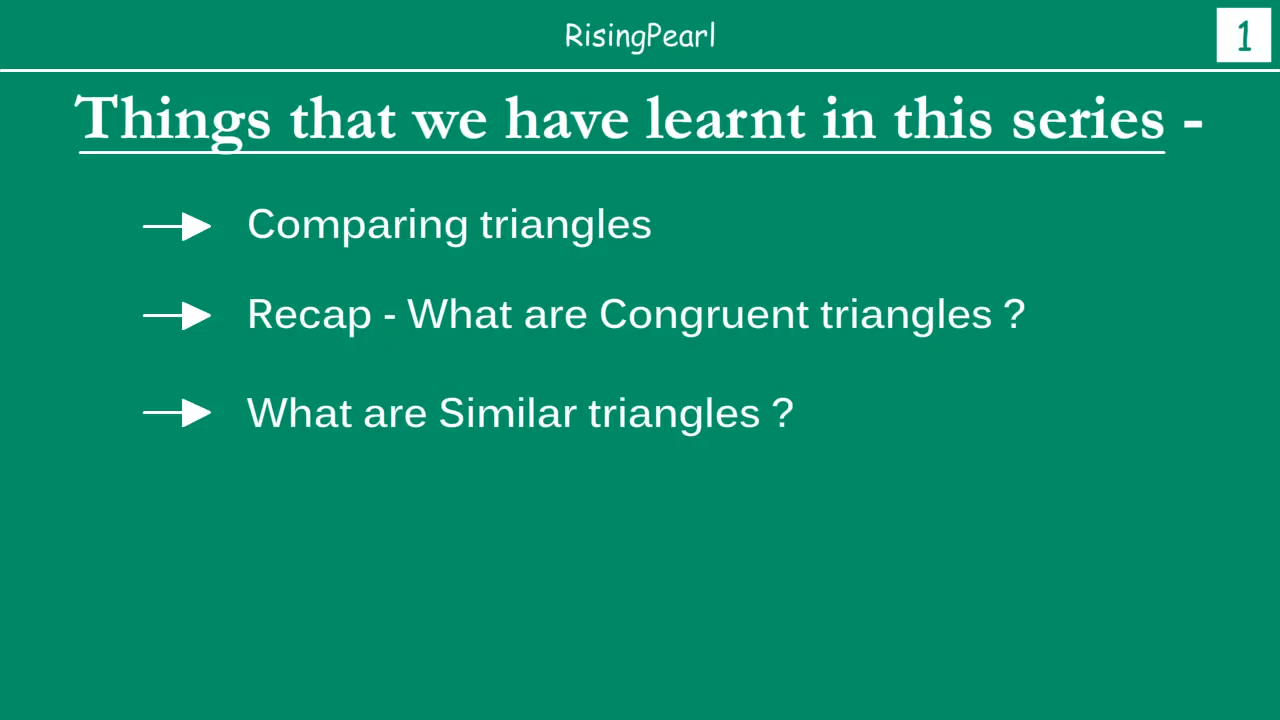 RisingPearl
1
Things that we have learnt in this series -
Comparing triangles
Recap - What are Congruent triangles ?
What are Similar triangles ?